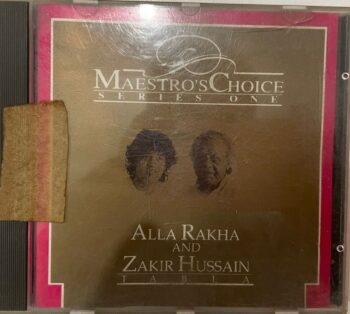 MAESTRO'S CHOICE
SERIES ONE
ALLA RAKHA
AND
ZAKIR HUSSAIN
TABLA